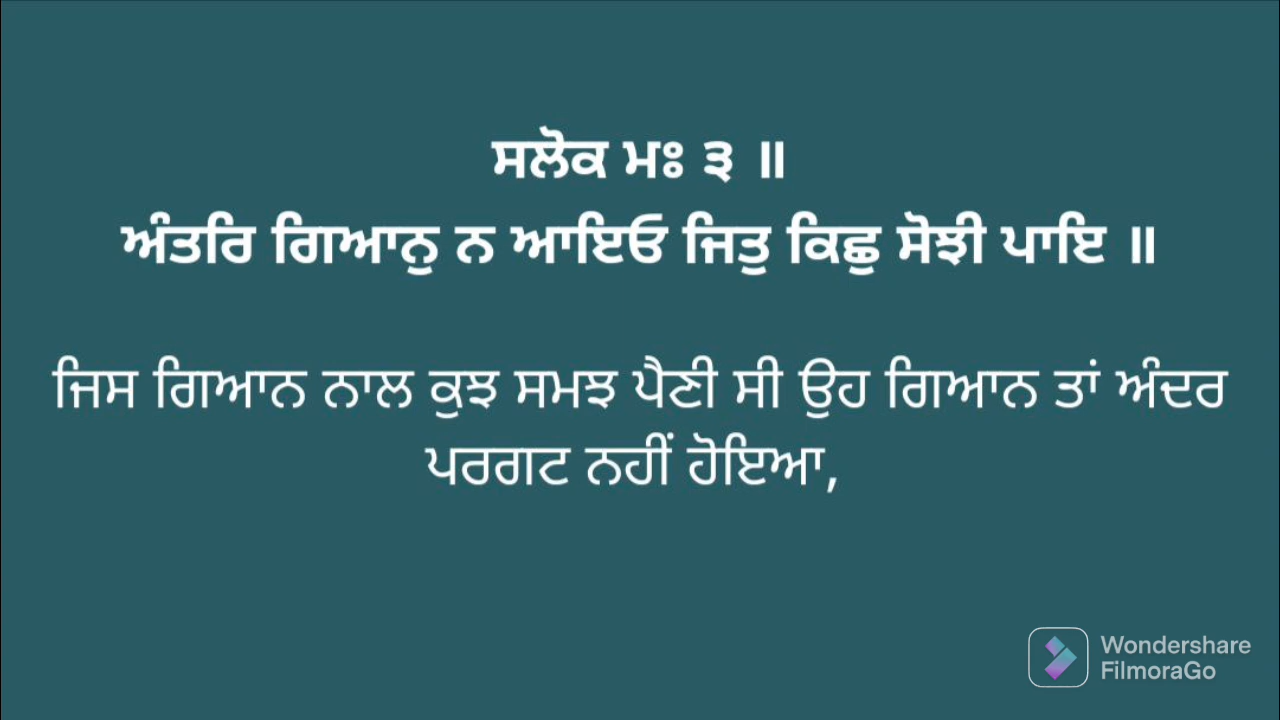 ਸਲੋਕ ਮਃ ੩ ॥
ਅੰਤਰਿ ਗਿਆਨੁ ਨ ਆਇਓ ਜਿਤੁ ਕਿਛੁ ਸੋਝੀ ਪਾਇ ॥
ਜਿਸ ਗਿਆਨ ਨਾਲ ਕੁਝ ਸਮਝ ਪੈਣੀ ਸੀ ਉਹ ਗਿਆਨ ਤਾਂ ਅੰਦਰ
ਪਰਗਟ ਨਹੀਂ ਹੋਇਆ,
Wondershare
FilmoraGo